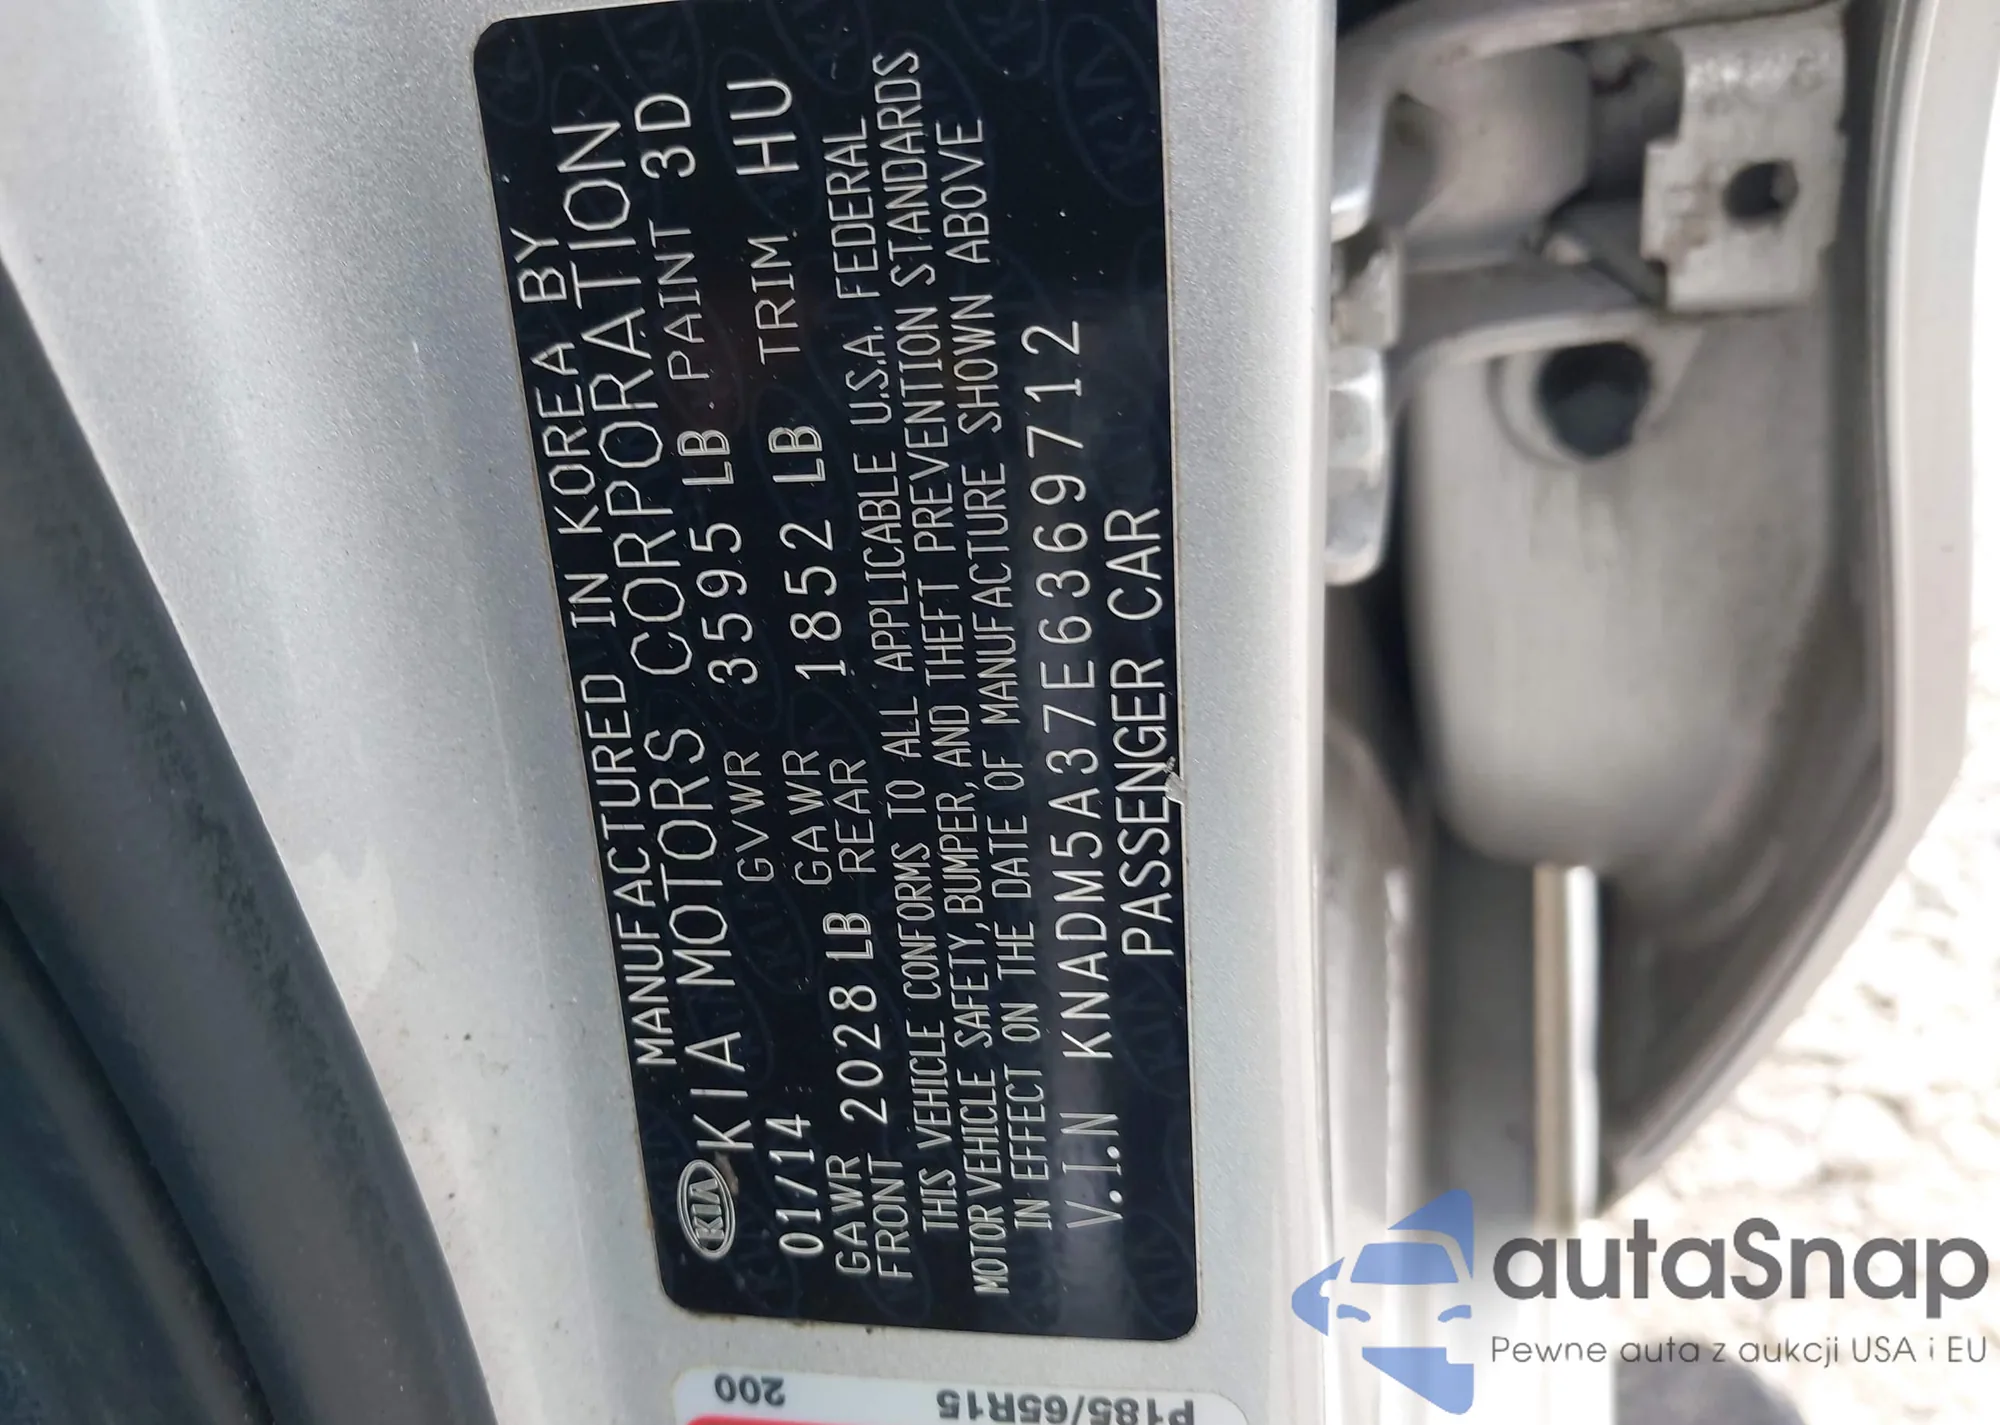 MANUFACTURED IN KOREA BY
KIA KIA MOTORS CORPORATION
01/14 GVWR 3595 LB PAINT 3D
GAWR FRONT 2028 LB GAWR REAR 1852 LB TRIM HU
THIS VEHICLE CONFORMS TO ALL APPLICABLE U.S.A. FEDERAL
MOTOR VEHICLE SAFETY, BUMPER, AND THEFT PREVENTION STANDARDS
IN EFFECT ON THE DATE OF MANUFACTURE SHOWN ABOVE
V.I.N KNADM5A37E6369712
PASSENGER CAR
P185/65R15
200
autaSnap
Pewne auta z aukcji USA i EU